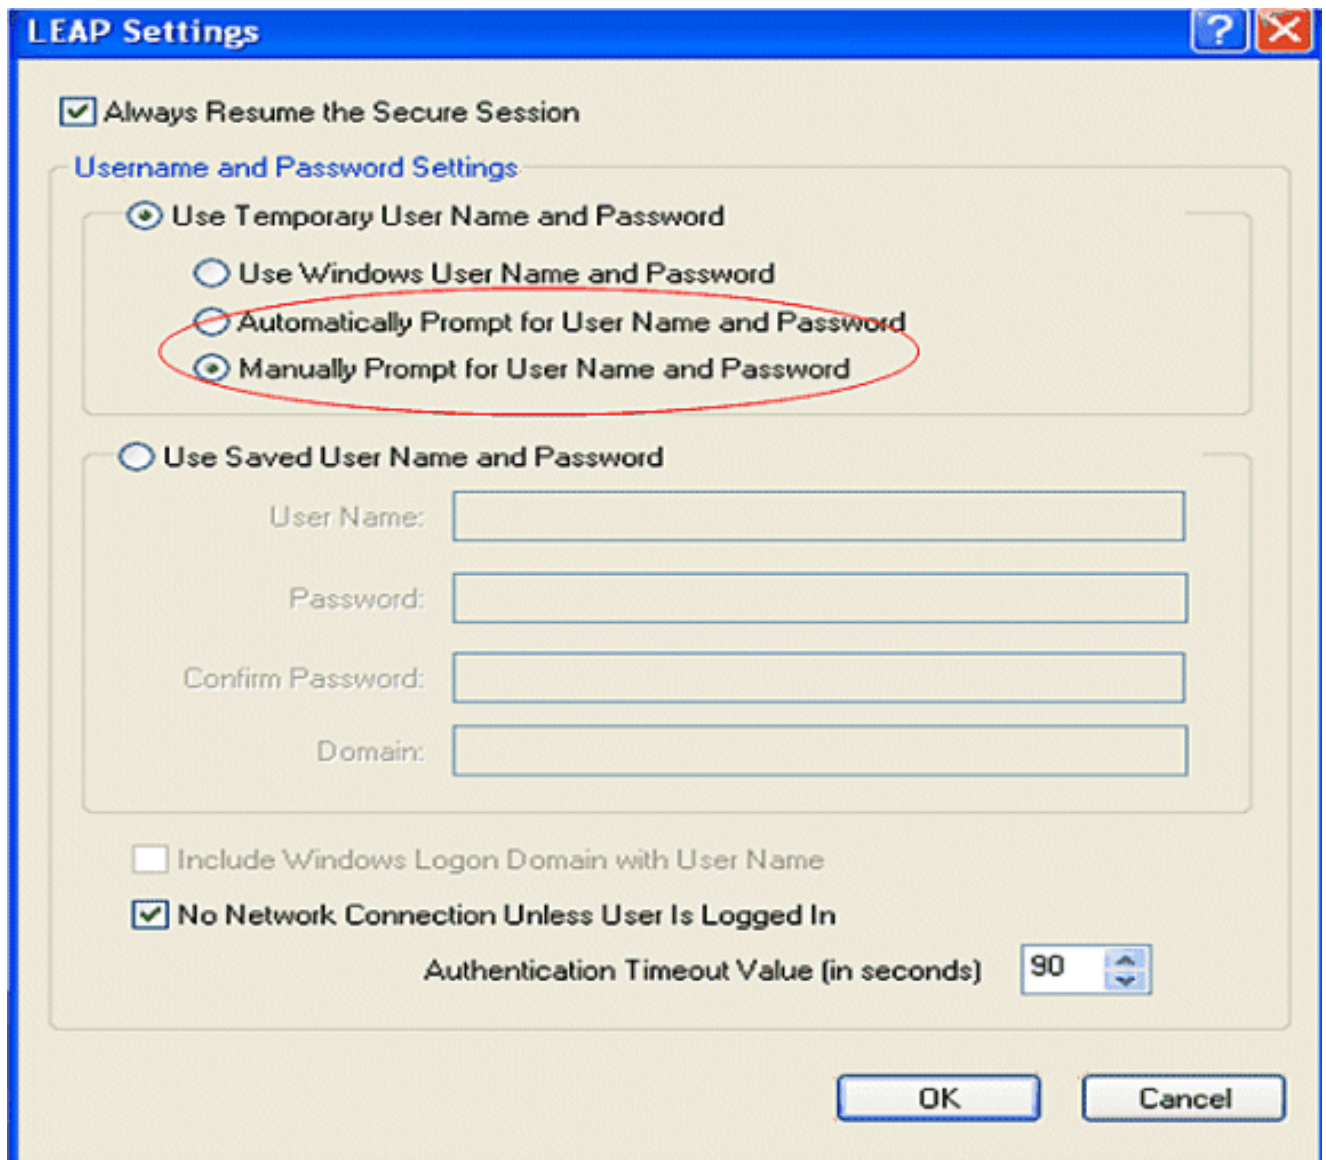 LEAP Settings
Always Resume the Secure Session
Username and Password Settings
Use Temporary User Name and Password
Use Windows User Name and Password
Automatically Prompt for User Name and Password
Manually Prompt for User Name and Password
Use Saved User Name and Password
User Name:
Password:
Confirm Password:
Domain:
Include Windows Logon Domain with User Name
No Network Connection Unless User Is Logged In
Authentication Timeout Value (in seconds) 90
OK Cancel